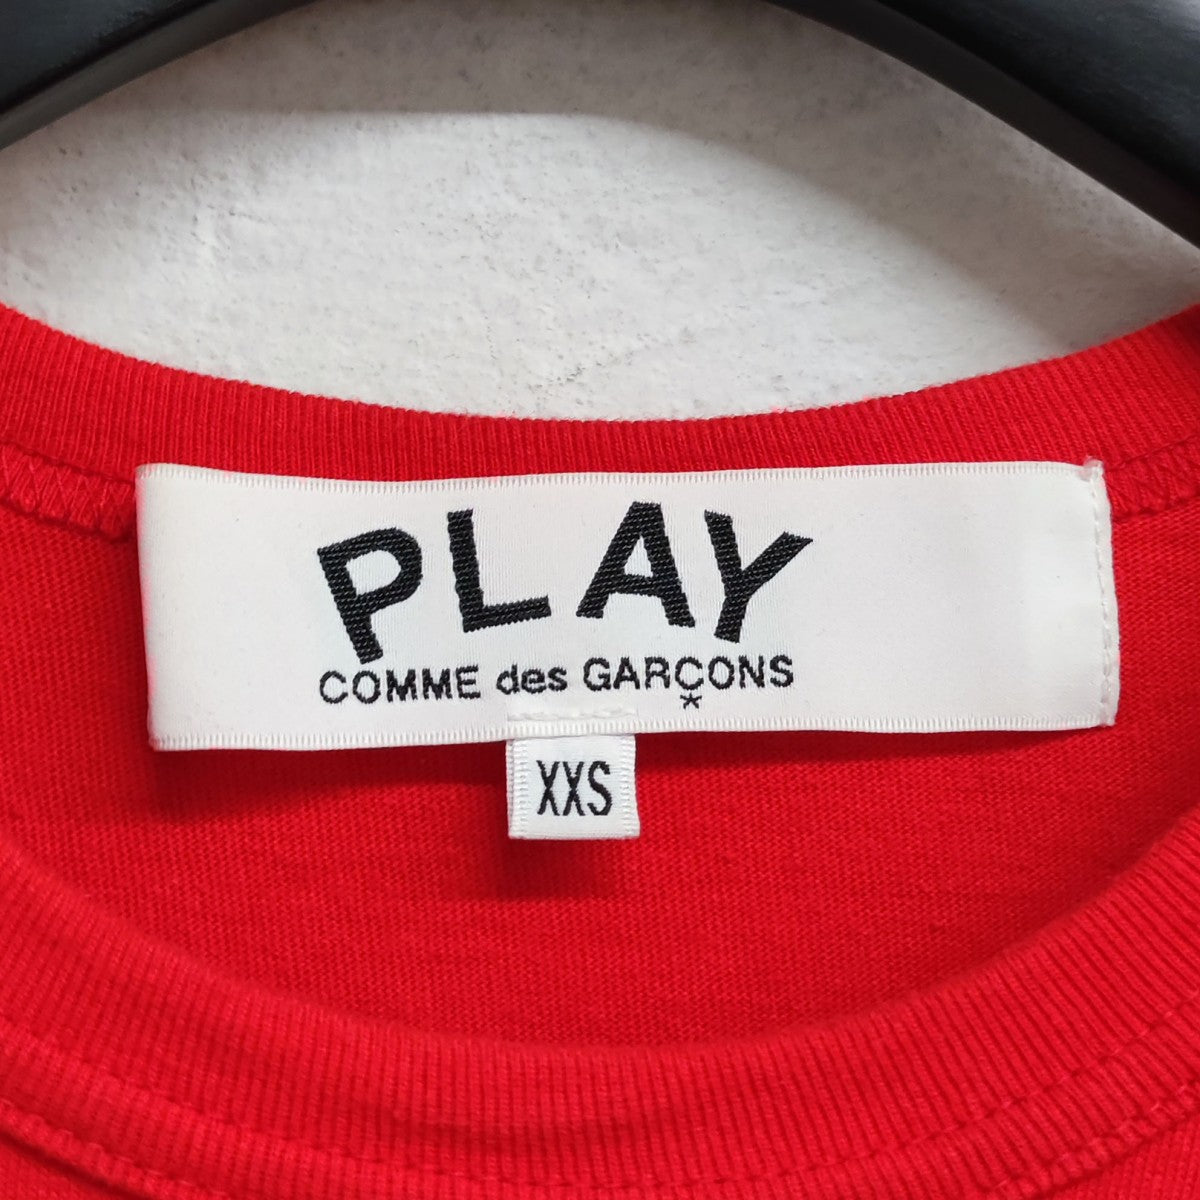 PLAY
COMME des GARÇONS
*
XXS